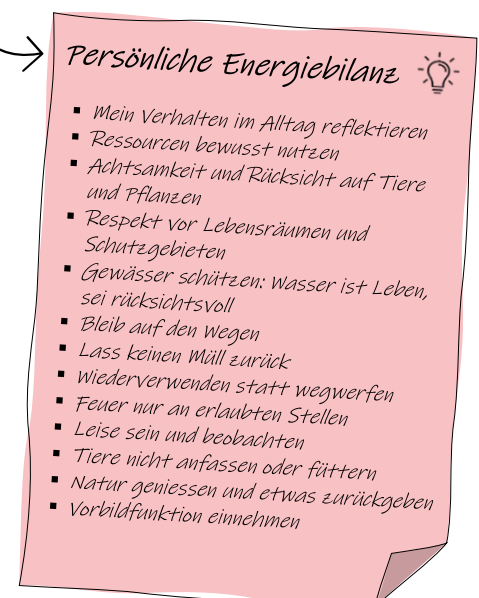 Persönliche Energiebilanz
▪ Mein Verhalten im Alltag reflektieren
▪ Ressourcen bewusst nutzen
▪ Achtsamkeit und Rücksicht auf Tiere
und Pflanzen
▪ Respekt vor Lebensräumen und
Schutzgebieten
▪ Gewässer schützen: Wasser ist Leben,
sei rücksichtsvoll
▪ Bleib auf den Wegen
▪ Lass keinen Müll zurück
▪ Wiederverwenden statt wegwerfen
▪ Feuer nur an erlaubten Stellen
▪ Leise sein und beobachten
▪ Tiere nicht anfassen oder füttern
▪ Natur geniessen und etwas zurückgeben
▪ Vorbildfunktion einnehmen